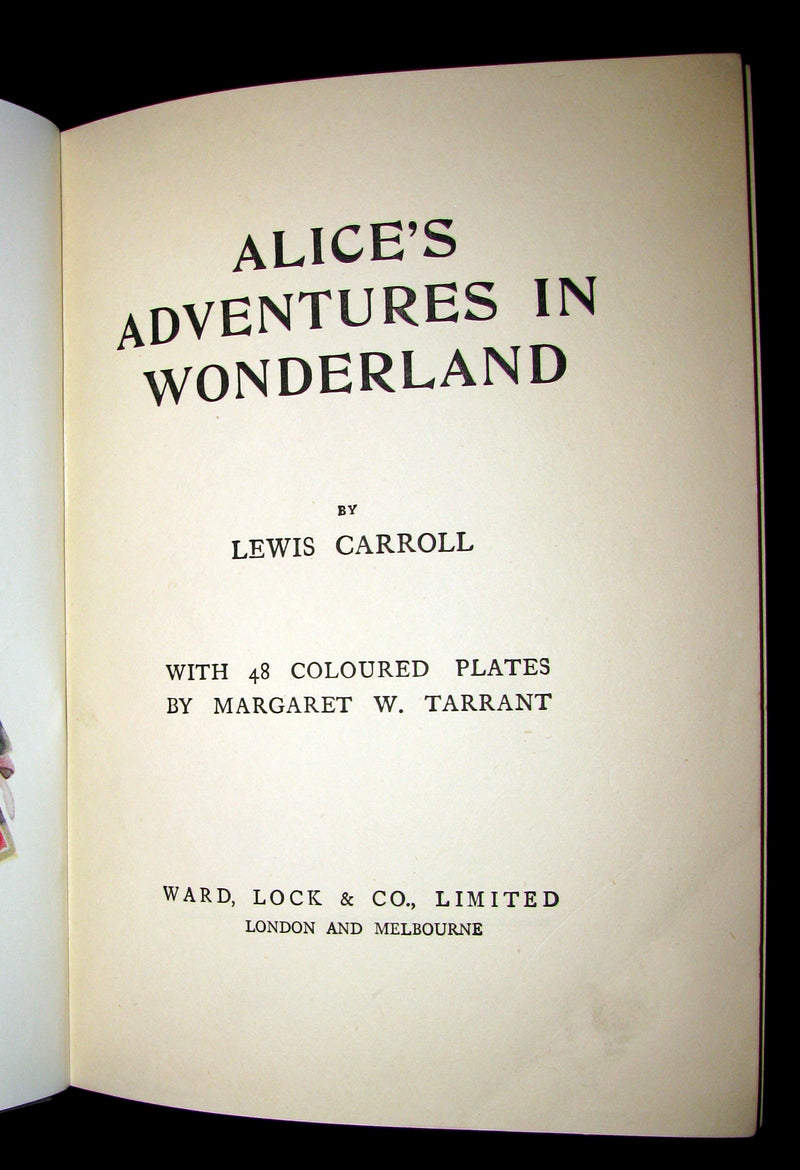 ALICE'S
ADVENTURES IN
WONDERLAND
BY
LEWIS CARROLL
WITH 48 COLOURED PLATES
BY MARGARET W. TARRANT
WARD, LOCK & CO., LIMITED
LONDON AND MELBOURNE